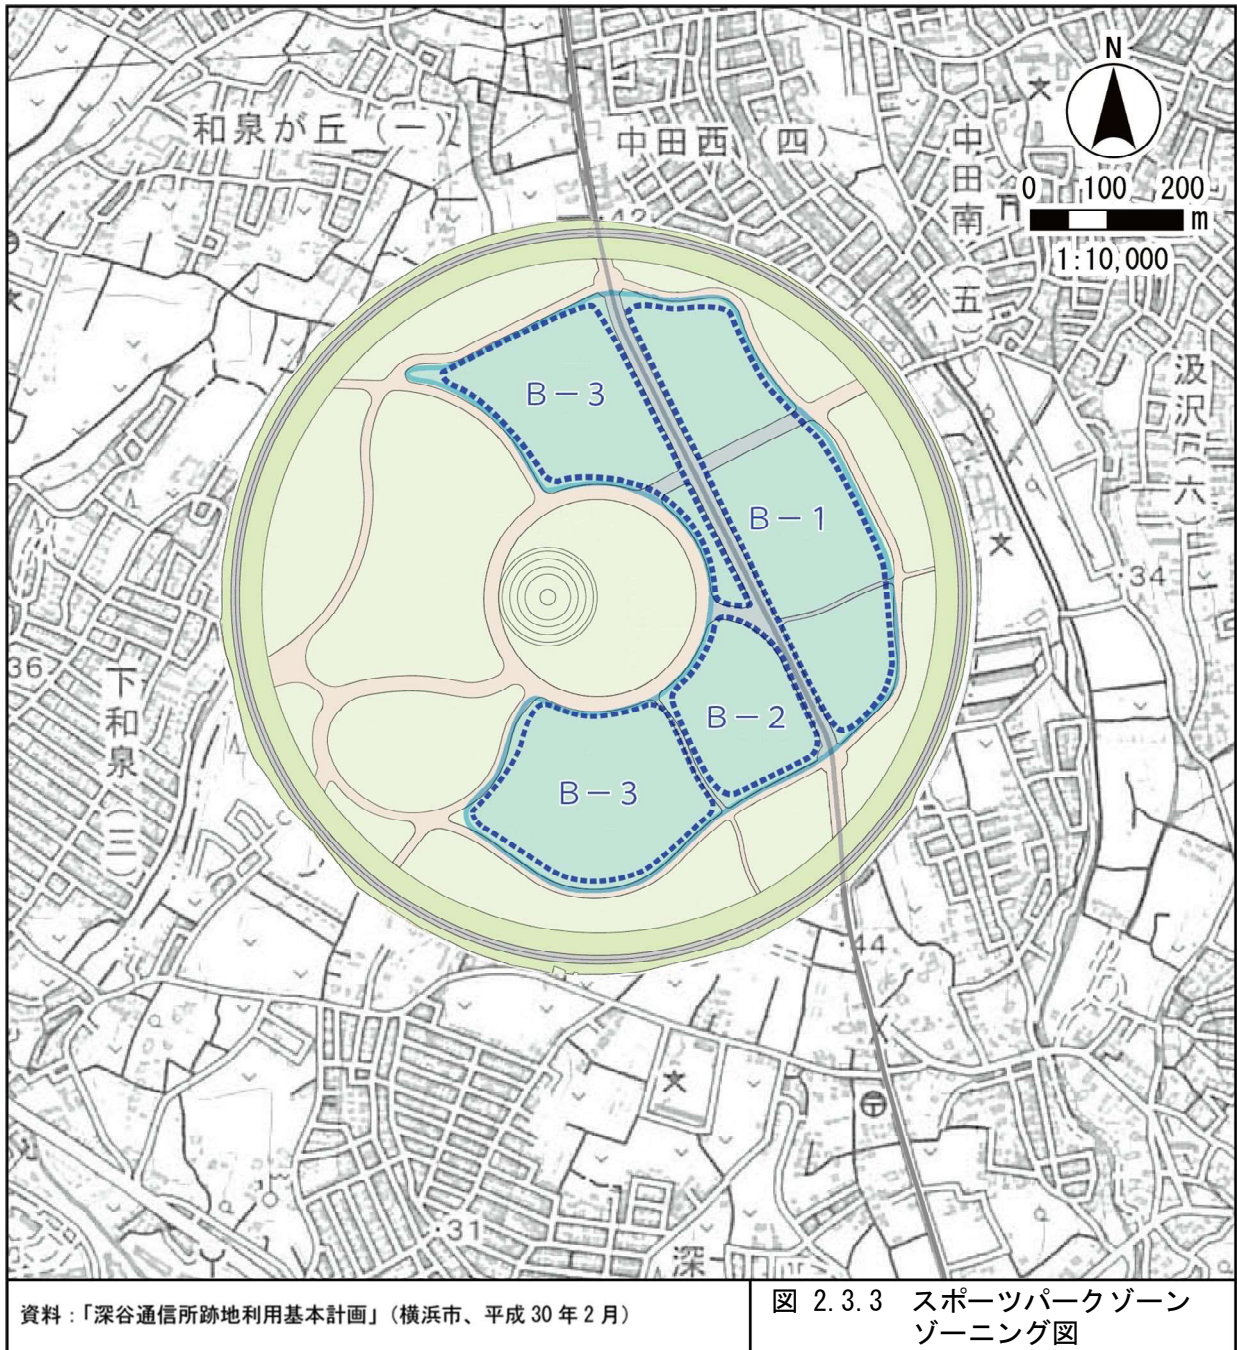 和泉が丘（一）
中田西（四）
中田南（五）
N
0 100 200
m
1:10,000
汲沢（六）
42
B－3
B－1
34
36
下和泉（三）
B－2
B－3
44
31
深
資料：「深谷通信所跡地利用基本計画」（横浜市、平成30年2月）
図 2.3.3 スポーツパークゾーン
ゾーニング図